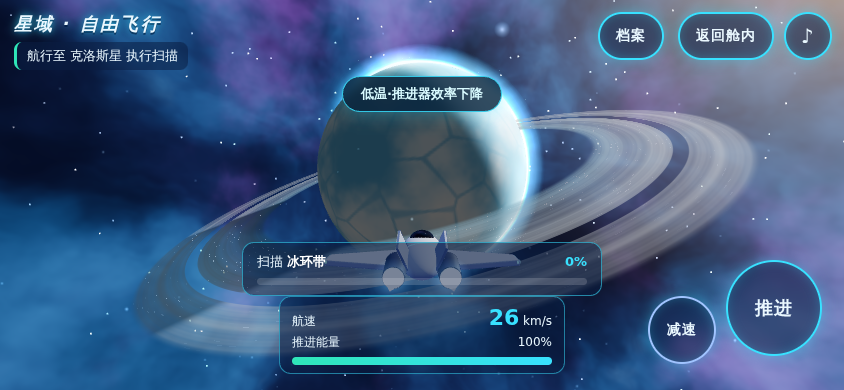 星域 · 自由飞行
航行至 克洛斯星 执行扫描
档案
返回舱内
♪
低温·推进器效率下降
扫描 冰环带 0%
航速 26 km/s
推进能量 100%
减速
推进